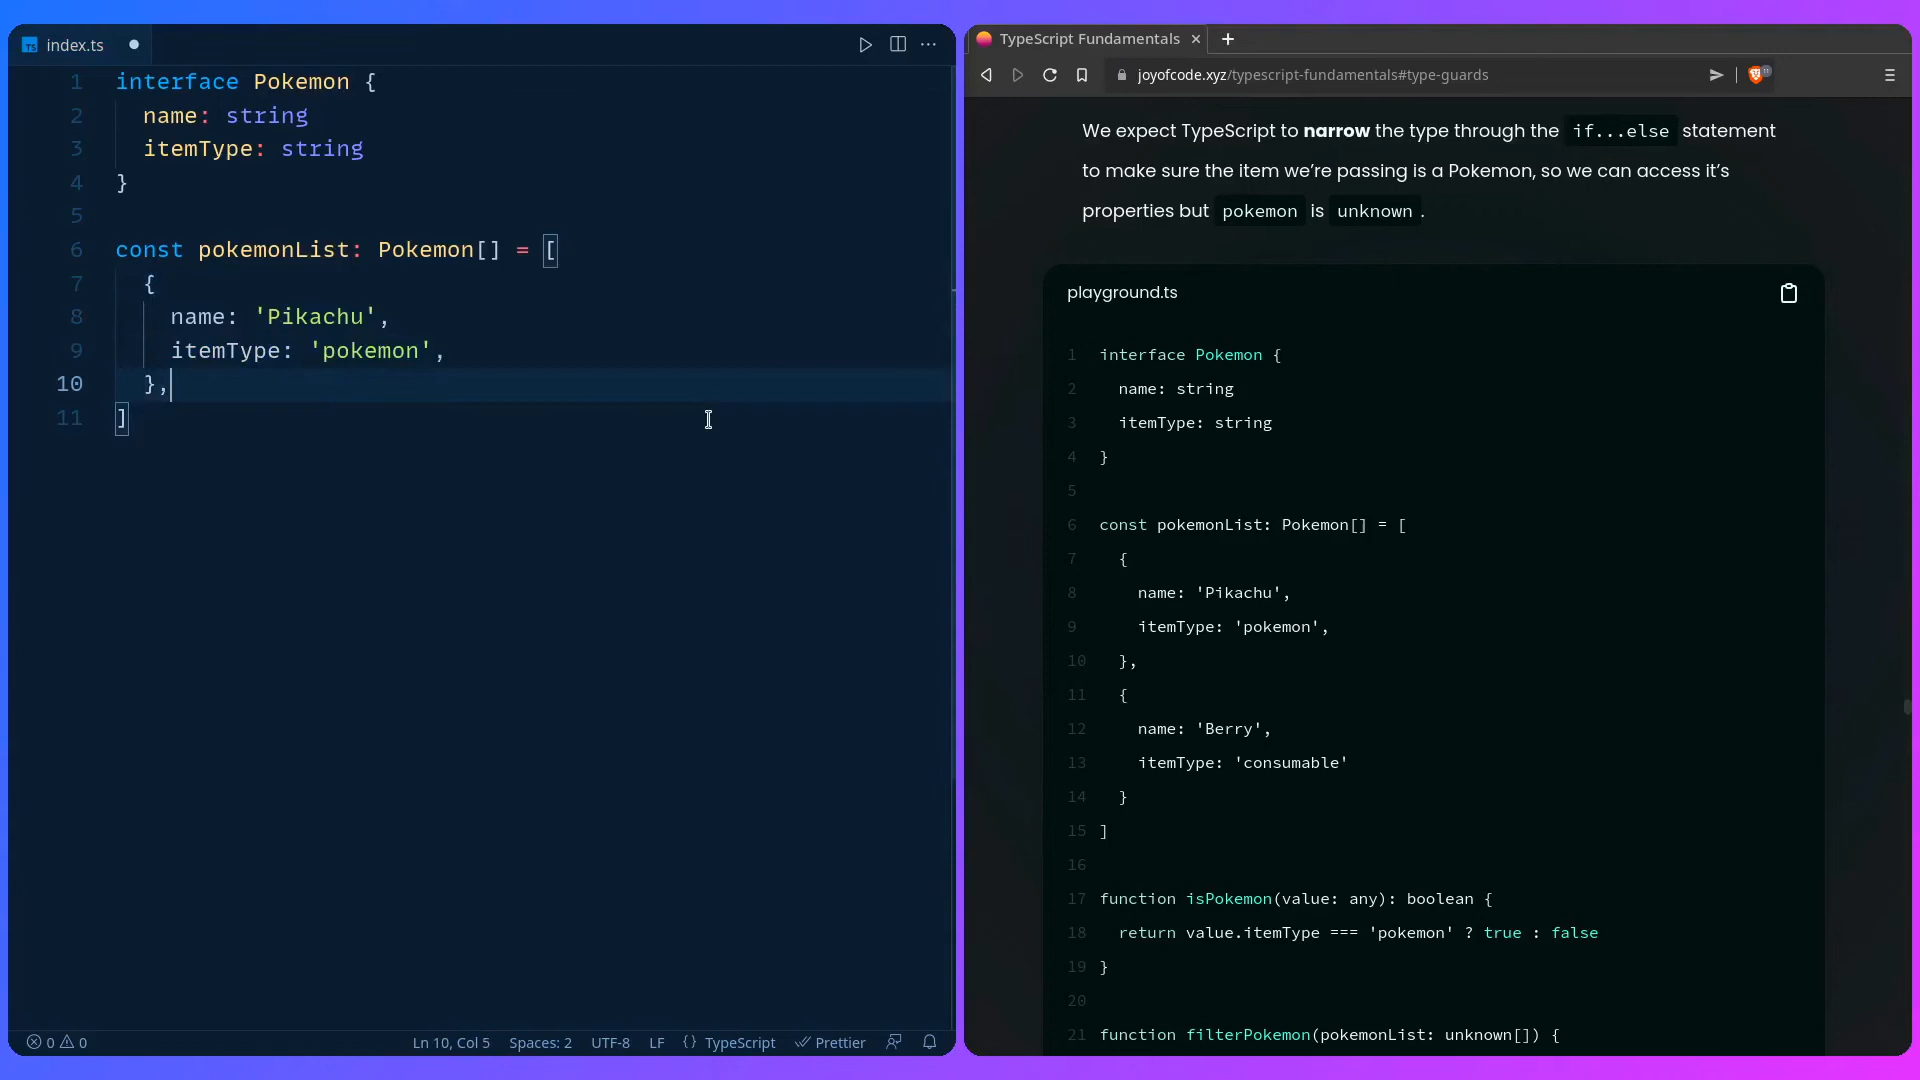 index.ts
1 interface Pokemon {
2 name: string
3 itemType: string
4 }
5
6 const pokemonList: Pokemon[] = [
7 {
8 name: 'Pikachu',
9 itemType: 'pokemon',
10 },
11 ]
0 0
Ln 10, Col 5 Spaces: 2 UTF-8 LF {} TypeScript Prettier
TypeScript Fundamentals
joyofcode.xyz/typescript-fundamentals#type-guards
We expect TypeScript to narrow the type through the if...else statement
to make sure the item we’re passing is a Pokemon, so we can access it’s
properties but pokemon is unknown .
playground.ts
1 interface Pokemon {
2 name: string
3 itemType: string
4 }
5
6 const pokemonList: Pokemon[] = [
7 {
8 name: 'Pikachu',
9 itemType: 'pokemon',
10 },
11 {
12 name: 'Berry',
13 itemType: 'consumable'
14 }
15 ]
16
17 function isPokemon(value: any): boolean {
18 return value.itemType === 'pokemon' ? true : false
19 }
20
21 function filterPokemon(pokemonList: unknown[]) {